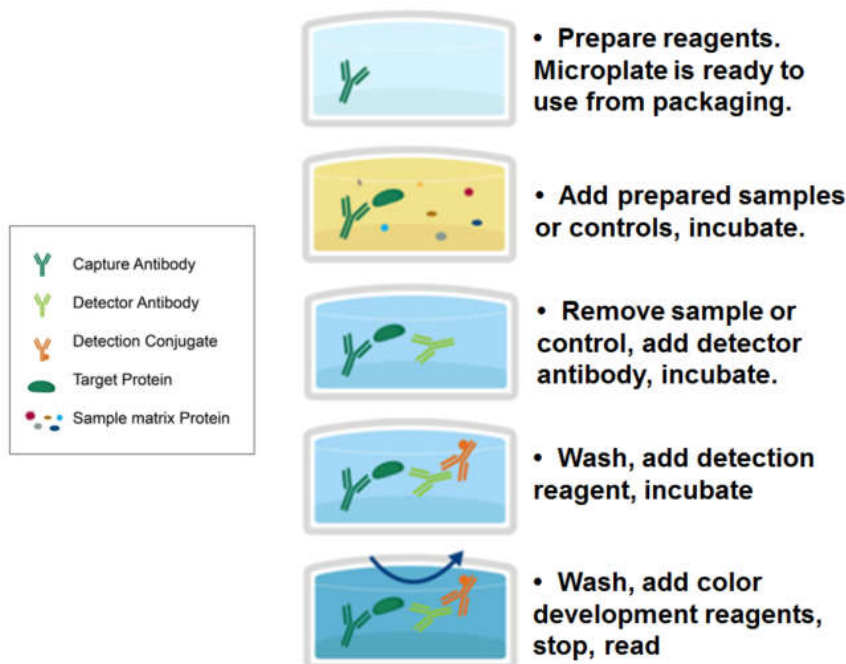 • Prepare reagents.
Microplate is ready to
use from packaging.
• Add prepared samples
or controls, incubate.
Capture Antibody
Detector Antibody
Detection Conjugate
Target Protein
Sample matrix Protein
• Remove sample or
control, add detector
antibody, incubate.
• Wash, add detection
reagent, incubate
• Wash, add color
development reagents,
stop, read